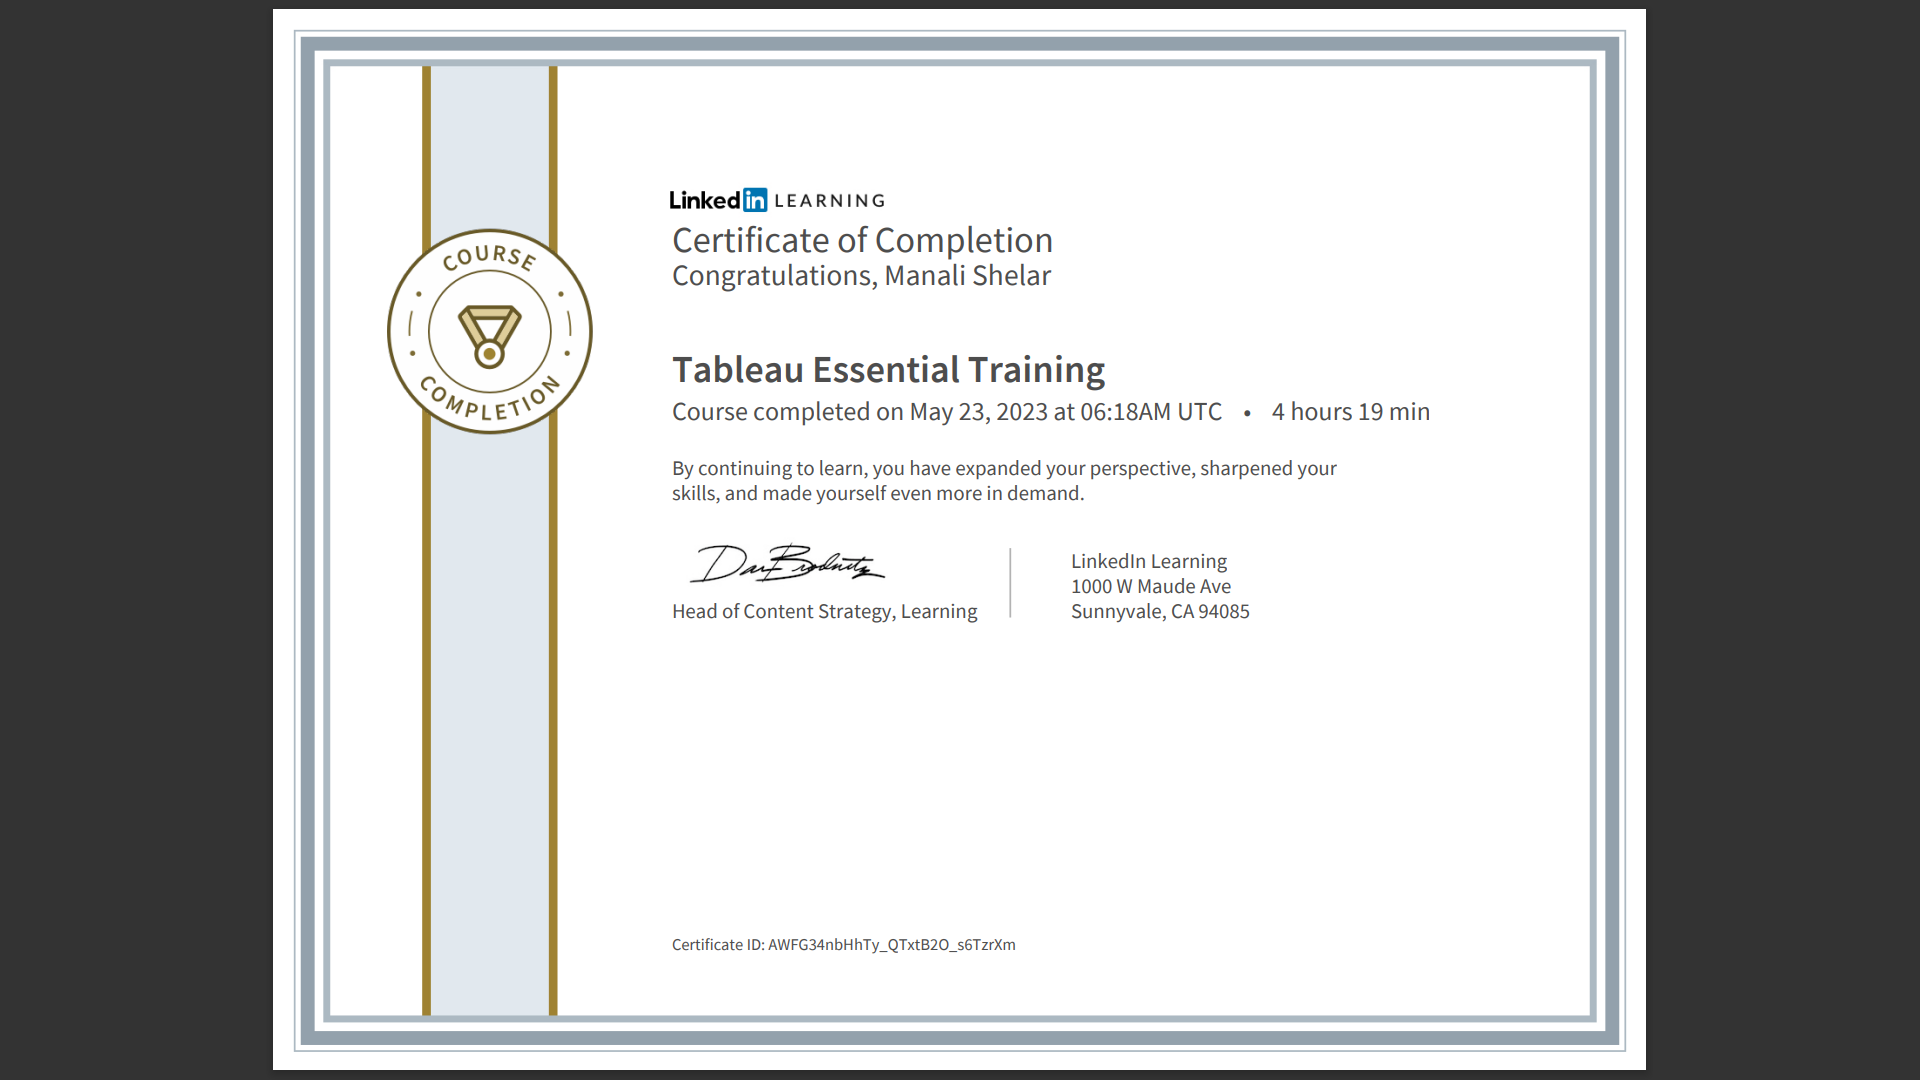 COURSE
COMPLETION
Linked in LEARNING
Certificate of Completion
Congratulations, Manali Shelar
Tableau Essential Training
Course completed on May 23, 2023 at 06:18AM UTC • 4 hours 19 min
By continuing to learn, you have expanded your perspective, sharpened your
skills, and made yourself even more in demand.
Head of Content Strategy, Learning
LinkedIn Learning
1000 W Maude Ave
Sunnyvale, CA 94085
Certificate ID: AWFG34nbHhTy_QTxtB2O_s6TzrXm